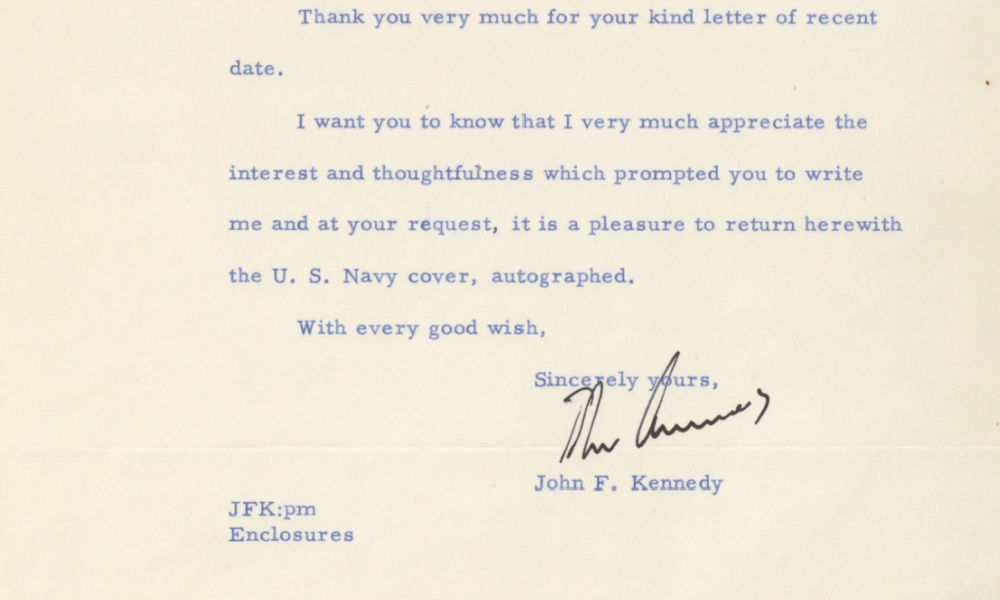 Thank you very much for your kind letter of recent
date.
I want you to know that I very much appreciate the
interest and thoughtfulness which prompted you to write
me and at your request, it is a pleasure to return herewith
the U. S. Navy cover, autographed.
With every good wish,
Sincerely yours,
John F. Kennedy
JFK:pm
Enclosures